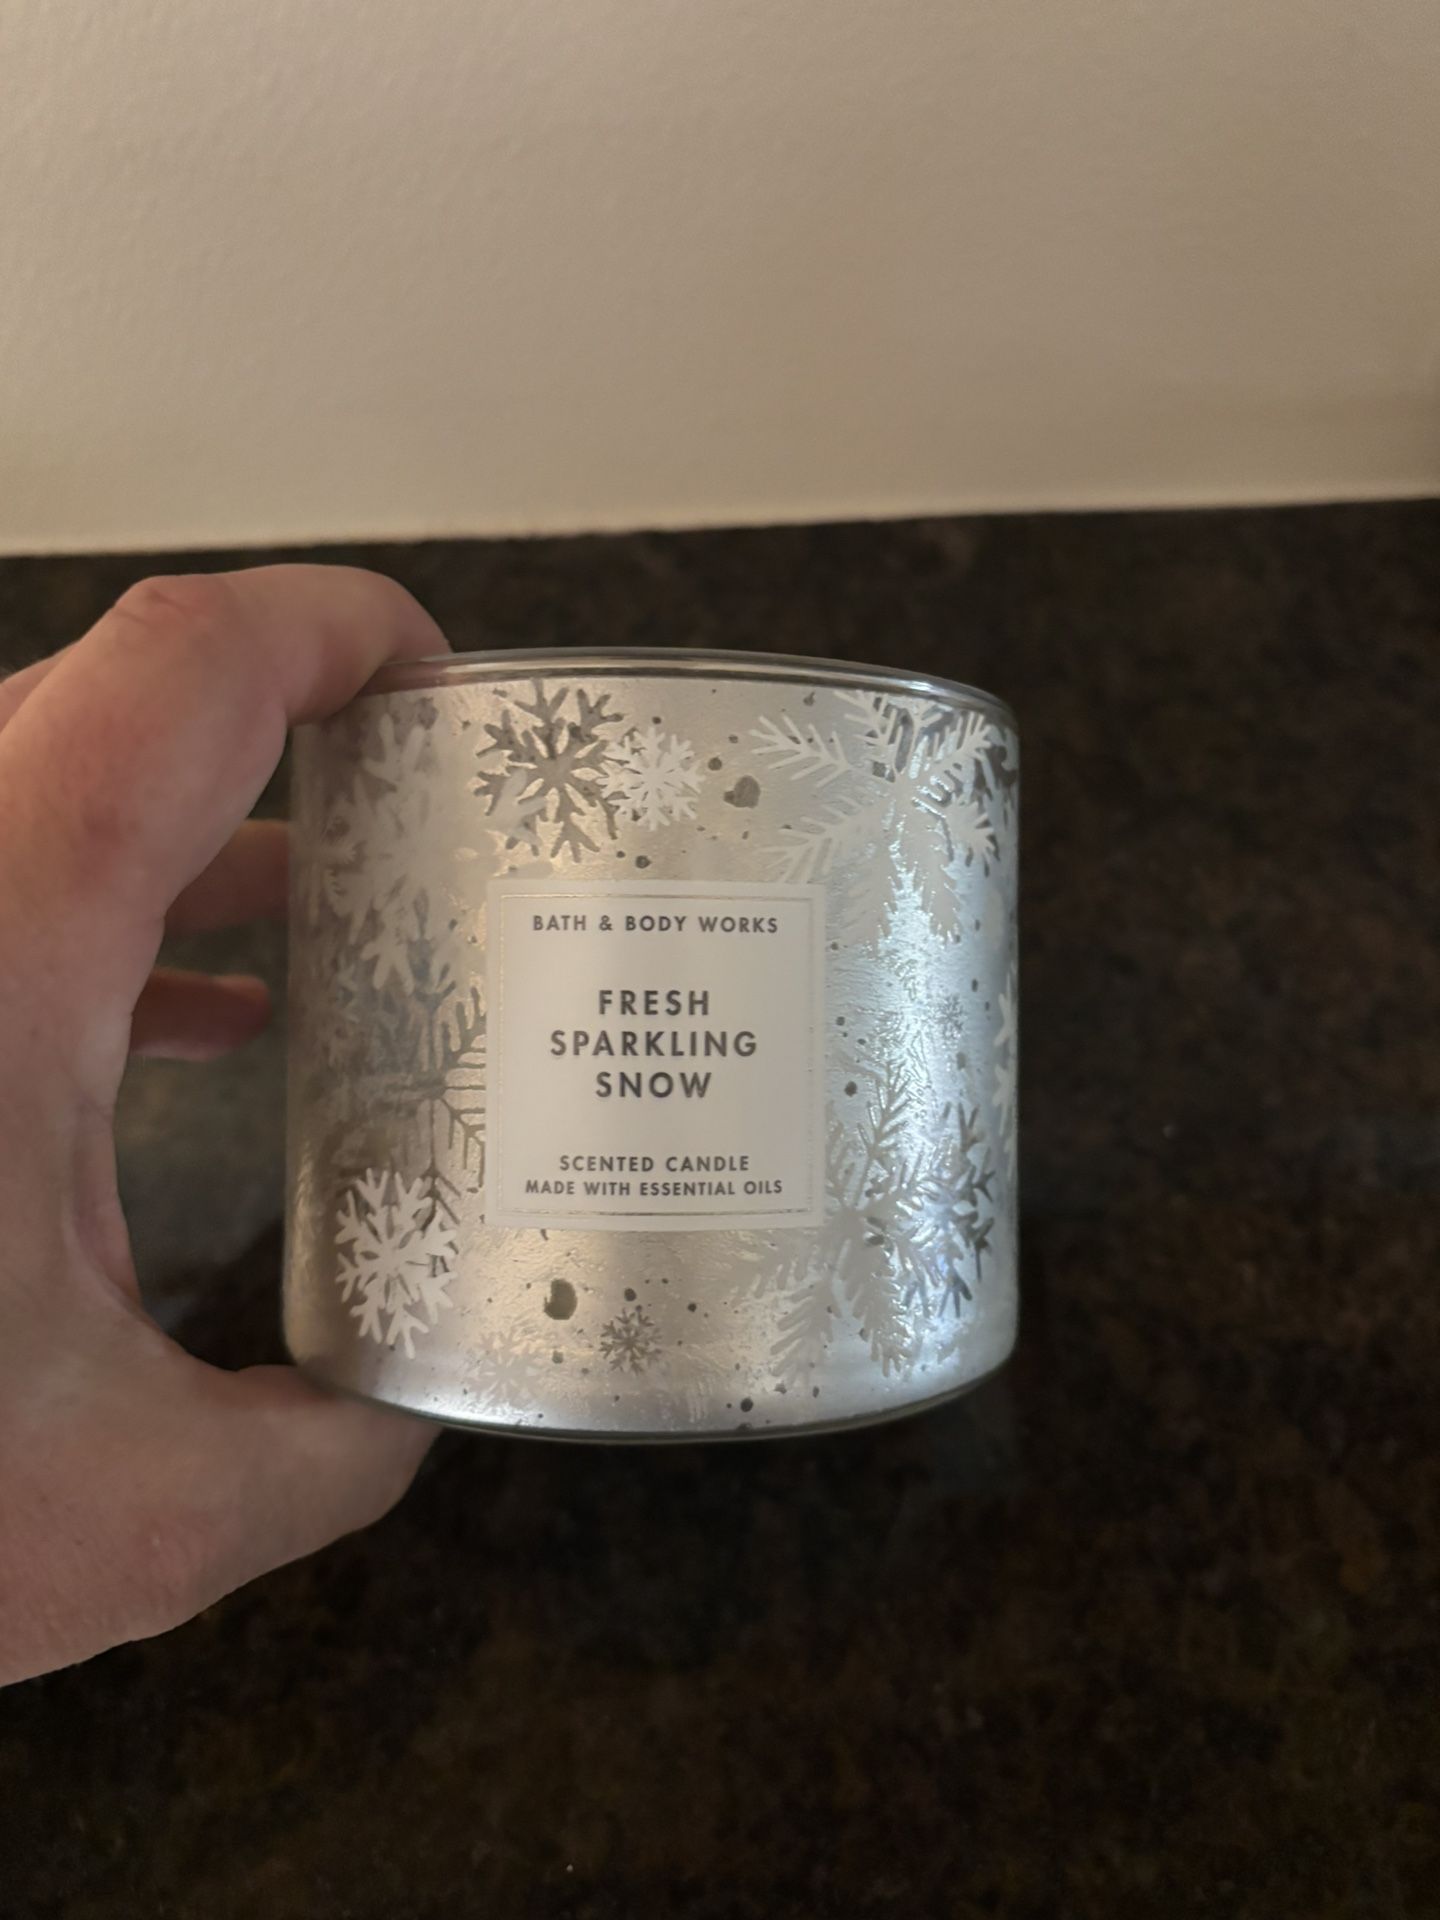 BATH & BODY WORKS
FRESH
SPARKLING
SNOW
SCENTED CANDLE
MADE WITH ESSENTIAL OILS